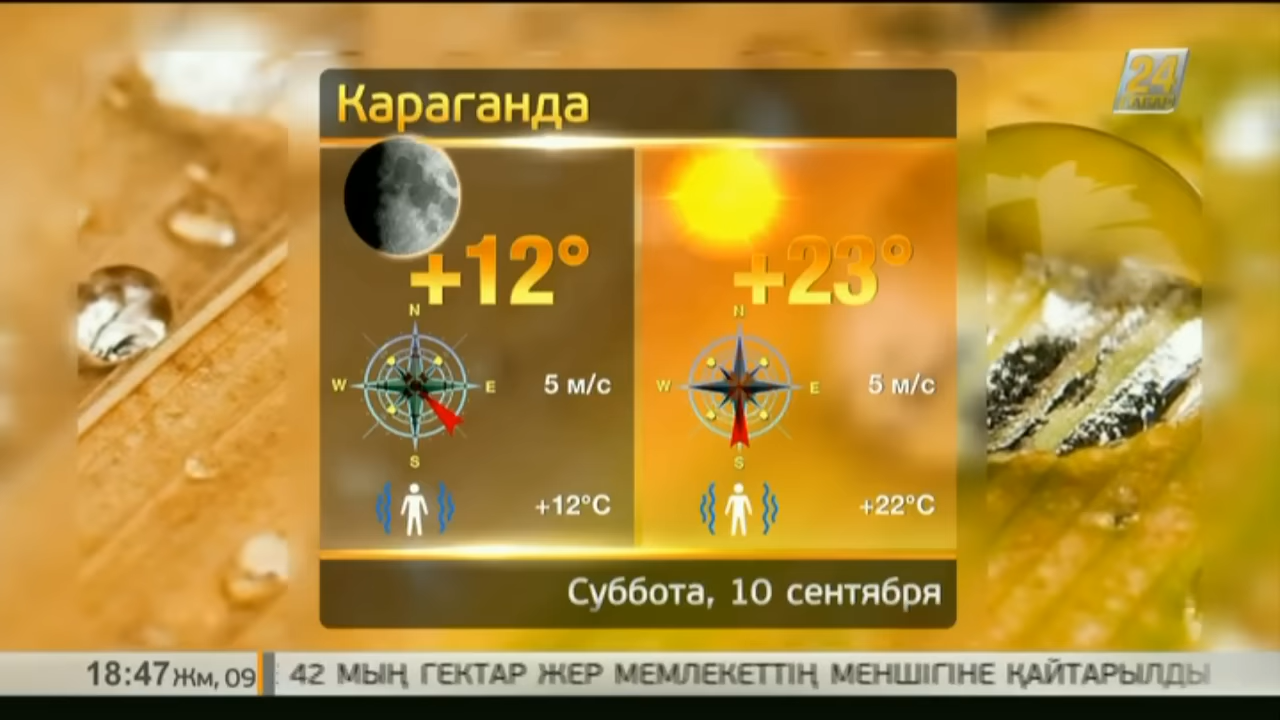 24
ХАБАР
Караганда
+12°
+23°
N
W
E
S
5 м/с
N
W
E
S
5 м/с
+12°C
+22°C
Суббота, 10 сентября
18:47 Жм, 09
42 МЫҢ ГЕКТАР ЖЕР МЕМЛЕКЕТТІҢ МЕНШІГІНЕ ҚАЙТАРЫЛДЫ